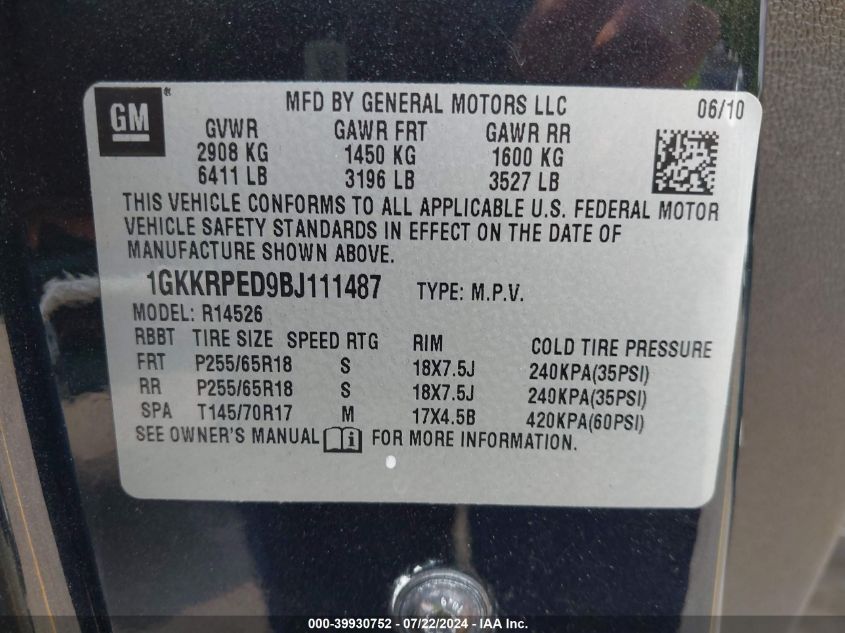 GM®
MFD BY GENERAL MOTORS LLC 06/10
GVWR GAWR FRT GAWR RR
2908 KG 1450 KG 1600 KG
6411 LB 3196 LB 3527 LB
THIS VEHICLE CONFORMS TO ALL APPLICABLE U.S. FEDERAL MOTOR
VEHICLE SAFETY STANDARDS IN EFFECT ON THE DATE OF
MANUFACTURE SHOWN ABOVE.
1GKKRPED9BJ111487 TYPE: M.P.V.
MODEL: R14526
RBBT TIRE SIZE SPEED RTG RIM COLD TIRE PRESSURE
FRT P255/65R18 S 18X7.5J 240KPA(35PSI)
RR P255/65R18 S 18X7.5J 240KPA(35PSI)
SPA T145/70R17 M 17X4.5B 420KPA(60PSI)
SEE OWNER'S MANUAL i FOR MORE INFORMATION.
000-39930752 - 07/22/2024 - IAA Inc.